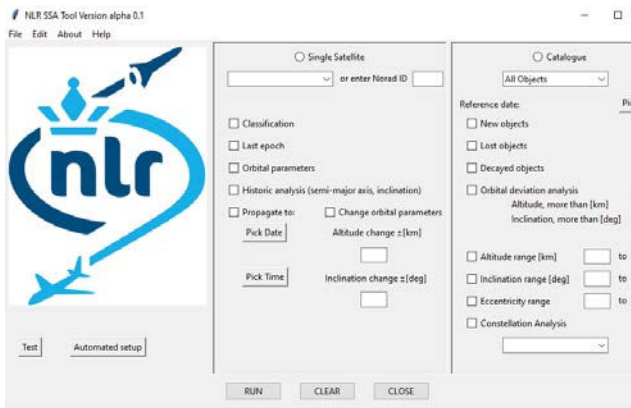 NLR SSA Tool Version alpha 0.1
File Edit About Help
nlr
Test Automated setup
Single Satellite
or enter Norad ID
Classification
Last epoch
Orbital parameters
Historic analysis (semi-major axis, inclination)
Propagate to: Change orbital parameters
Pick Date Altitude change ±[km]
Pick Time Inclination change ±[deg]
Catalogue
All Objects
Reference date:
New objects
Lost objects
Decayed objects
Orbital deviation analysis
Altitude, more than [km]
Inclination, more than [deg]
Altitude range [km] to
Inclination range [deg] to
Eccentricity range to
Constellation Analysis
RUN CLEAR CLOSE